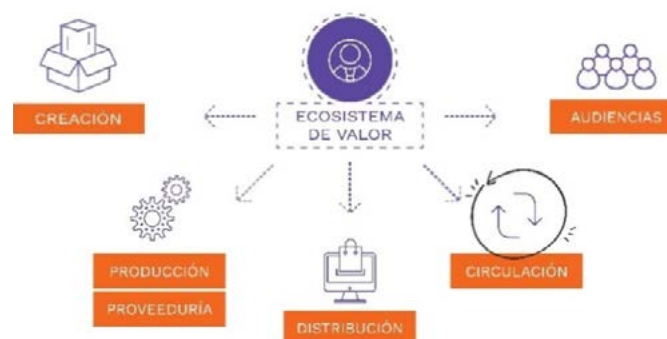 ECOSISTEMA
DE VALOR
CREACIÓN
AUDIENCIAS
PRODUCCIÓN
PROVEEDURÍA
DISTRIBUCIÓN
CIRCULACIÓN